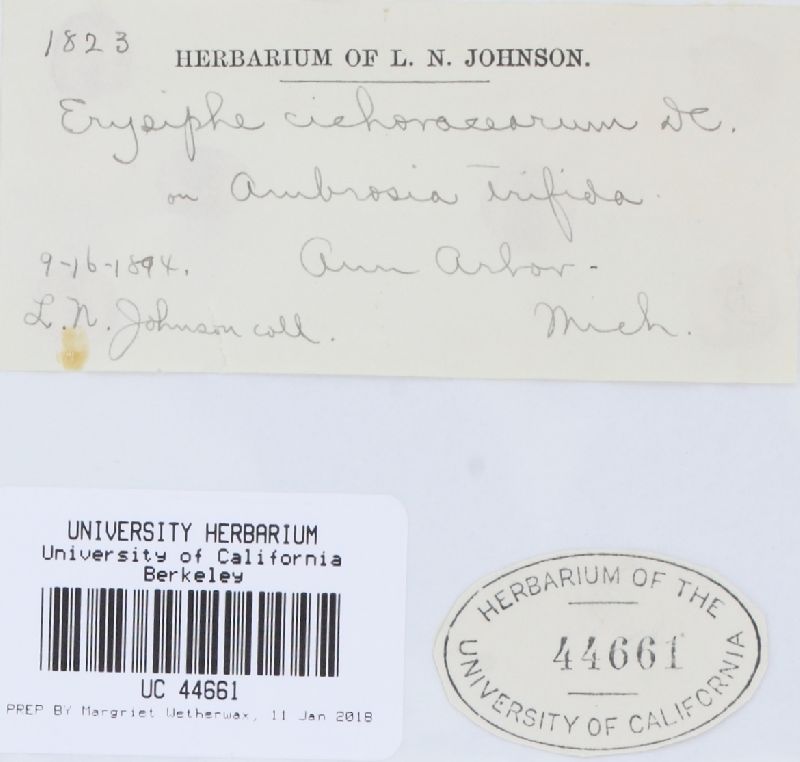 1823
HERBARIUM OF L. N. JOHNSON.
Erysiphe cichoracearum DC.
on Ambrosia trifida
9-16-1894. Ann Arbor-
L. N. Johnson coll. Mich.
UNIVERSITY HERBARIUM
University of California
Berkeley
UC 44661
PREP BY Margriet Wetherwax, 11 Jan 2018
HERBARIUM OF THE
44661
UNIVERSITY OF CALIFORNIA